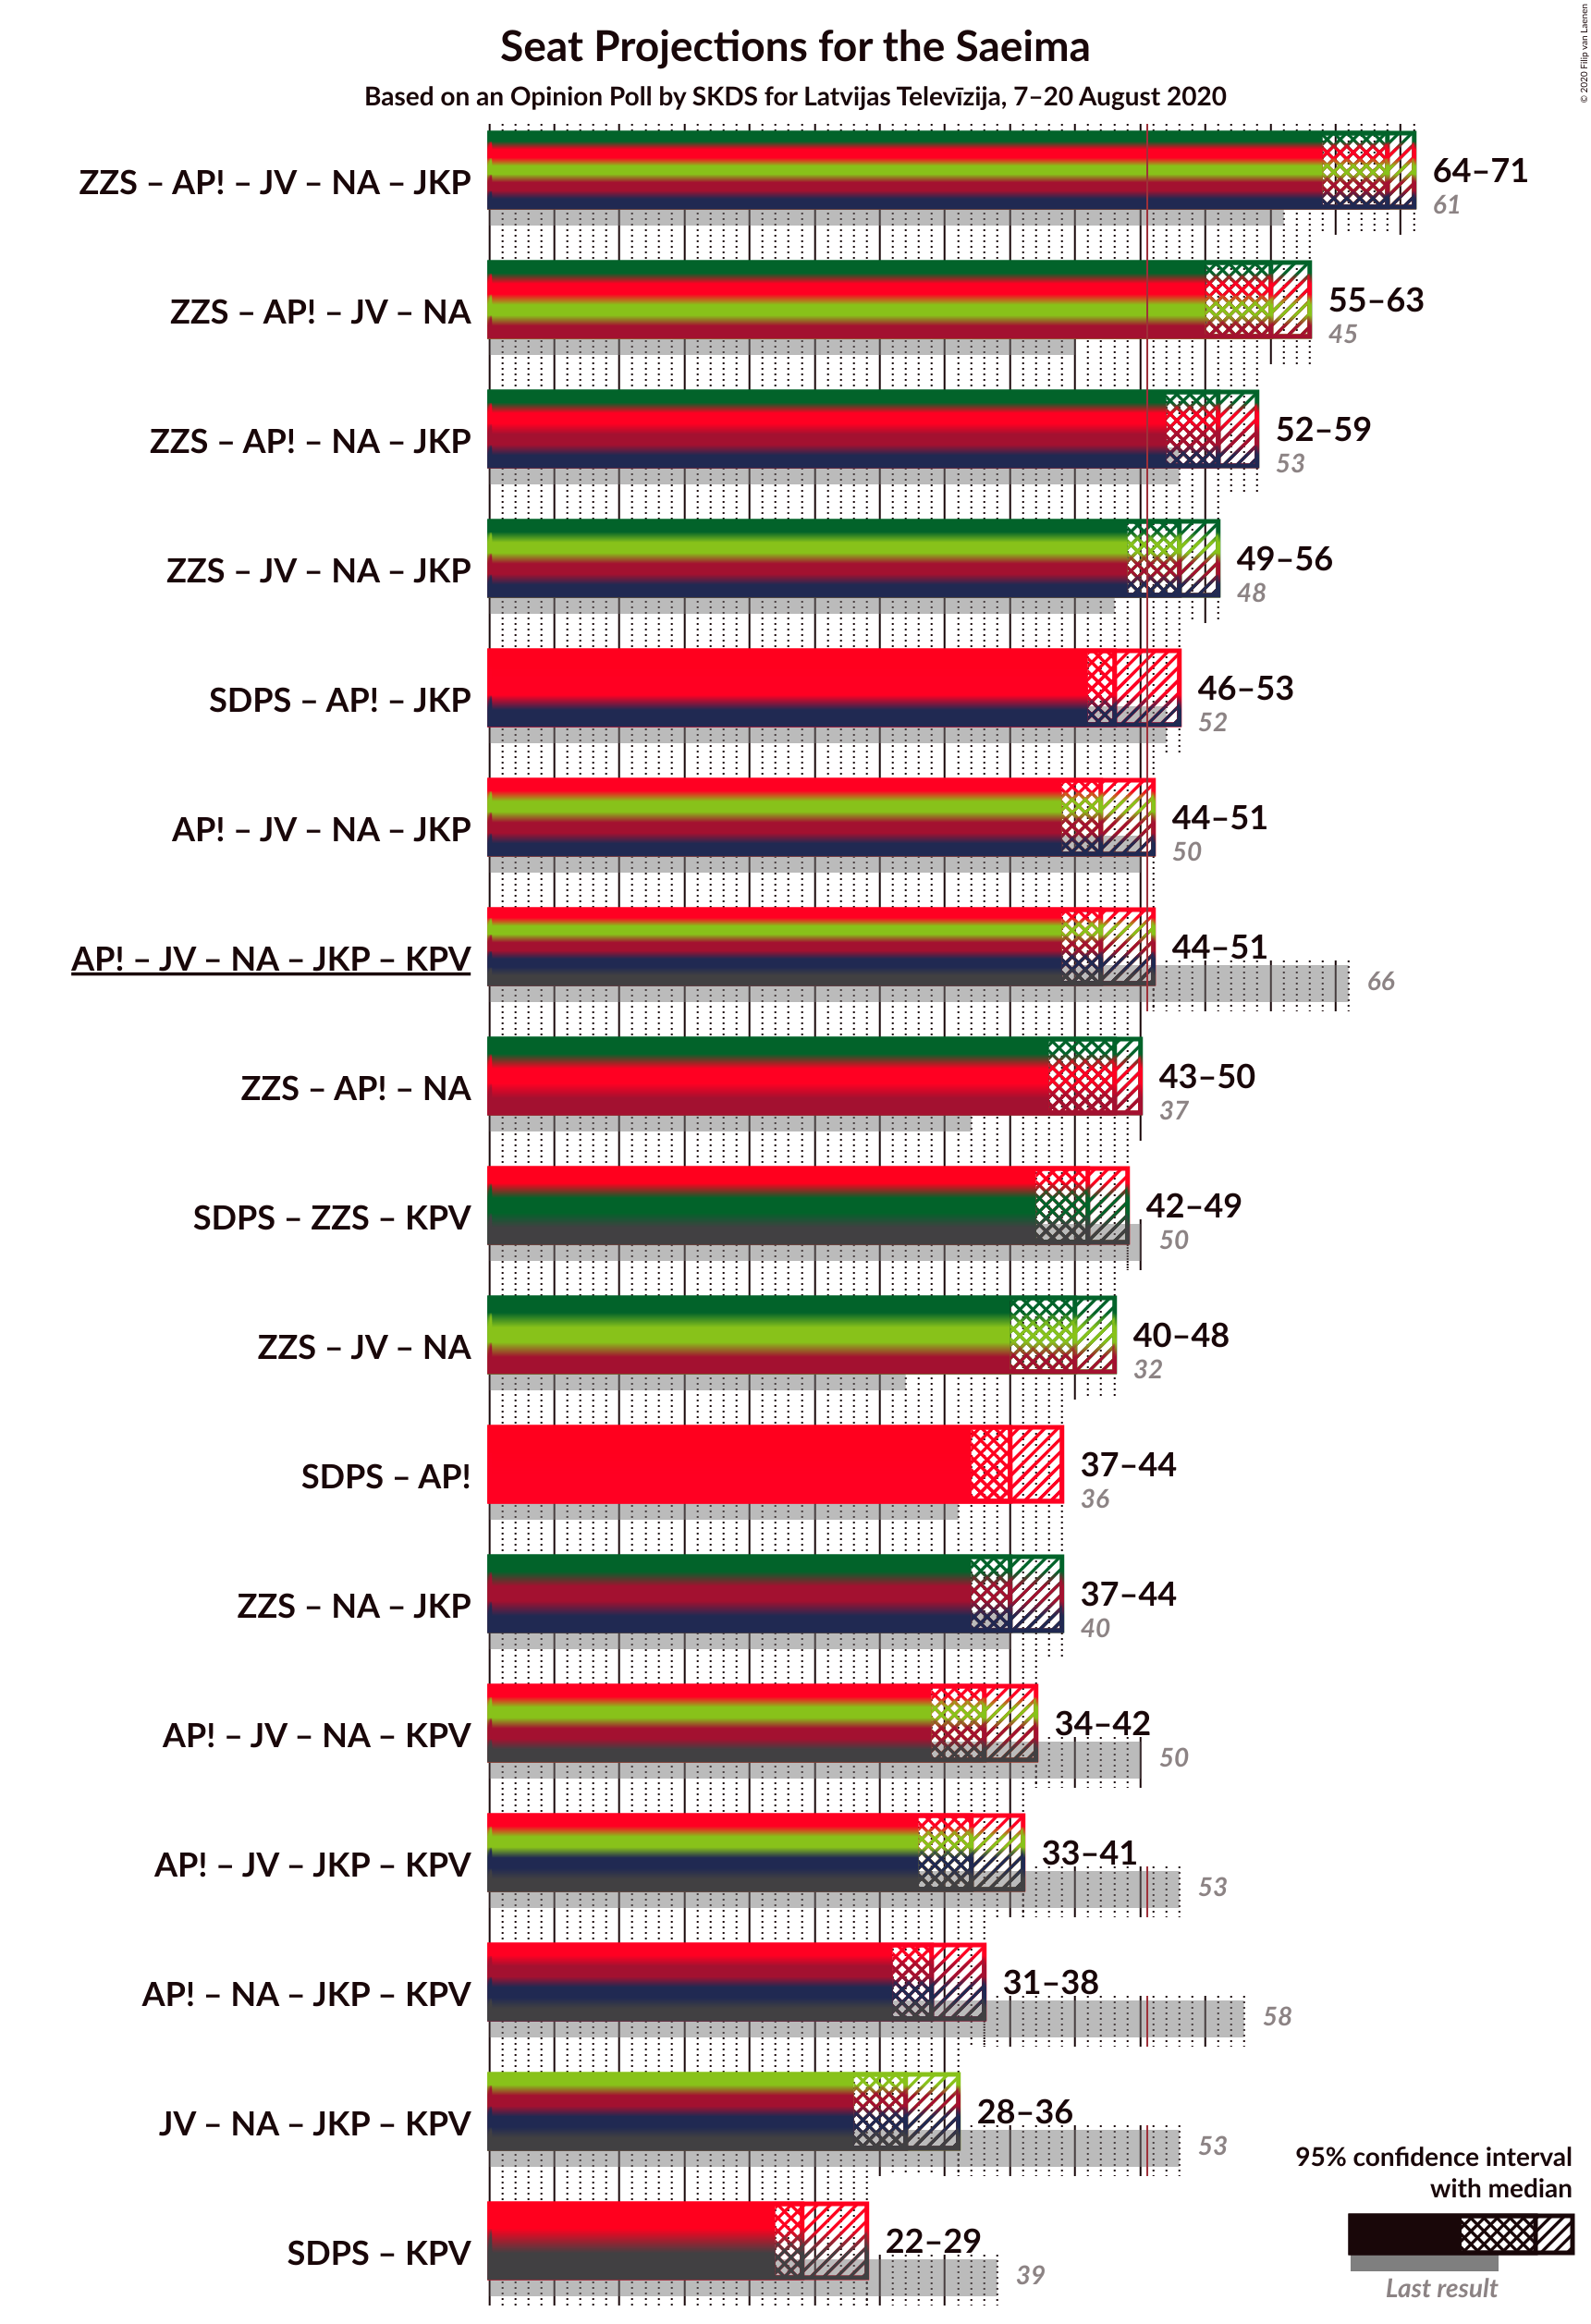 Seat Projections for the Saeima
Based on an Opinion Poll by SKDS for Latvijas Televīzija, 7–20 August 2020
© 2020 Filip van Laenen
ZZS – AP! – JV – NA – JKP
64–71
61
ZZS – AP! – JV – NA
55–63
45
ZZS – AP! – NA – JKP
52–59
53
ZZS – JV – NA – JKP
49–56
48
SDPS – AP! – JKP
46–53
52
AP! – JV – NA – JKP
44–51
50
AP! – JV – NA – JKP – KPV
44–51
66
ZZS – AP! – NA
43–50
37
SDPS – ZZS – KPV
42–49
50
ZZS – JV – NA
40–48
32
SDPS – AP!
37–44
36
ZZS – NA – JKP
37–44
40
AP! – JV – NA – KPV
34–42
50
AP! – JV – JKP – KPV
33–41
53
AP! – NA – JKP – KPV
31–38
58
JV – NA – JKP – KPV
28–36
53
SDPS – KPV
22–29
39
95% confidence interval
with median
Last result